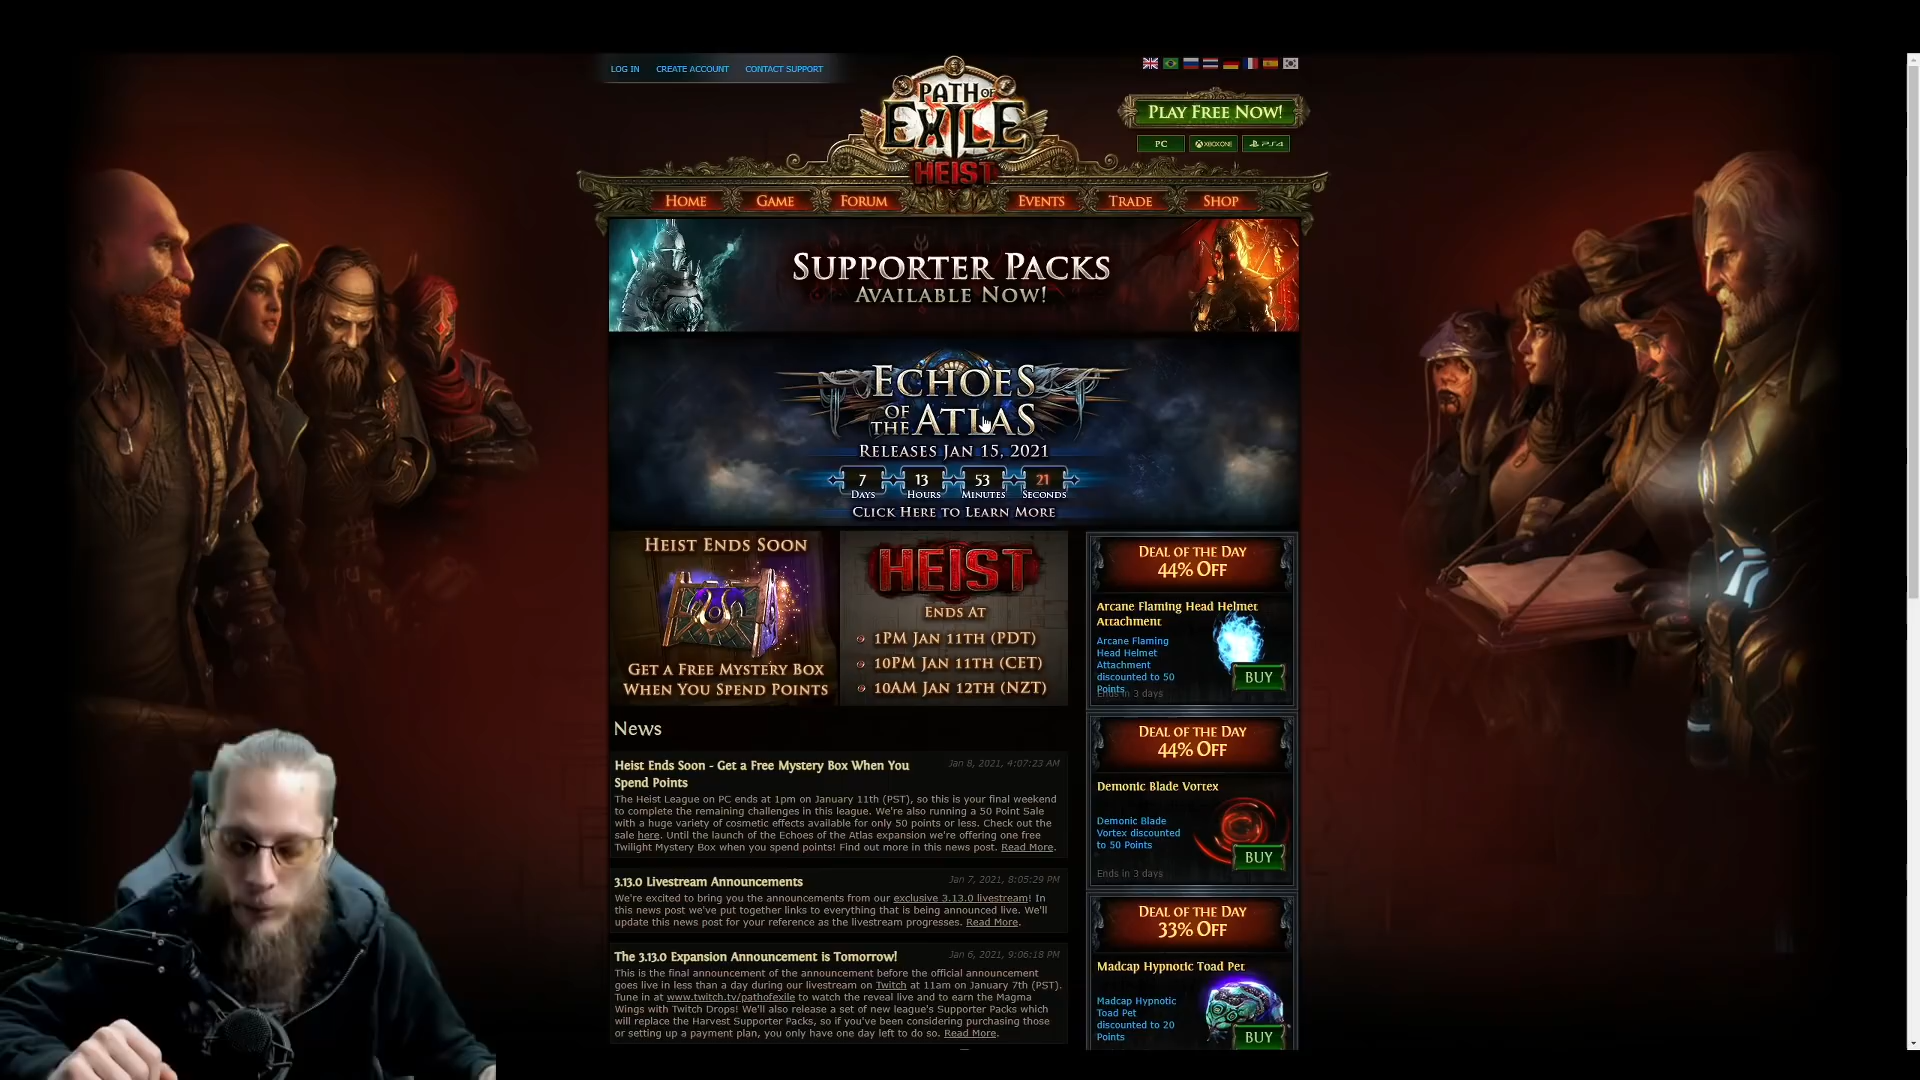 LOG IN
CREATE ACCOUNT
CONTACT SUPPORT
PATH OF
EXILE
HEIST
PLAY FREE NOW!
PC
XBOX ONE
PS4
HOME
GAME
FORUM
EVENTS
TRADE
SHOP
SUPPORTER PACKS
AVAILABLE NOW!
ECHOES
OF THE ATLAS
RELEASES JAN 15, 2021
7 13 53 21
DAYS HOURS MINUTES SECONDS
CLICK HERE TO LEARN MORE
HEIST ENDS SOON
GET A FREE MYSTERY BOX
WHEN YOU SPEND POINTS
HEIST
ENDS AT
1PM JAN 11TH (PDT)
10PM JAN 11TH (CET)
10AM JAN 12TH (NZT)
News
Heist Ends Soon - Get a Free Mystery Box When You
Spend Points
Jan 8, 2021, 4:07:23 AM
The Heist League on PC ends at 1pm on January 11th (PST), so this is your final weekend
to complete the remaining challenges in this league. We're also running a 50 Point Sale
with a huge variety of cosmetic effects available for only 50 points or less. Check out the
sale here. Until the launch of the Echoes of the Atlas expansion we're offering one free
Twilight Mystery Box when you spend points! Find out more in this news post. Read More.
3.13.0 Livestream Announcements
Jan 7, 2021, 8:05:29 PM
We're excited to bring you the announcements from our exclusive 3.13.0 livestream! In
this news post we've put together links to everything that is being announced live. We'll
update this news post for your reference as the livestream progresses. Read More.
The 3.13.0 Expansion Announcement is Tomorrow!
Jan 6, 2021, 9:06:18 PM
This is the final announcement of the announcement before the official announcement
goes live in less than a day during our livestream on Twitch at 11am on January 7th (PST).
Tune in at www.twitch.tv/pathofexile to watch the reveal live and to earn the Magma
Wings with Twitch Drops! We'll also release a set of new league's Supporter Packs which
will replace the Harvest Supporter Packs, so if you've been considering purchasing those
or setting up a payment plan, you only have one day left to do so. Read More.
DEAL OF THE DAY
44% OFF
Arcane Flaming Head Helmet
Attachment
Arcane Flaming
Head Helmet
Attachment
discounted to 50
Points
Ends in 3 days
BUY
DEAL OF THE DAY
44% OFF
Demonic Blade Vortex
Demonic Blade
Vortex discounted
to 50 Points
BUY
Ends in 3 days
DEAL OF THE DAY
33% OFF
Madcap Hypnotic Toad Pet
Madcap Hypnotic
Toad Pet
discounted to 20
Points
BUY